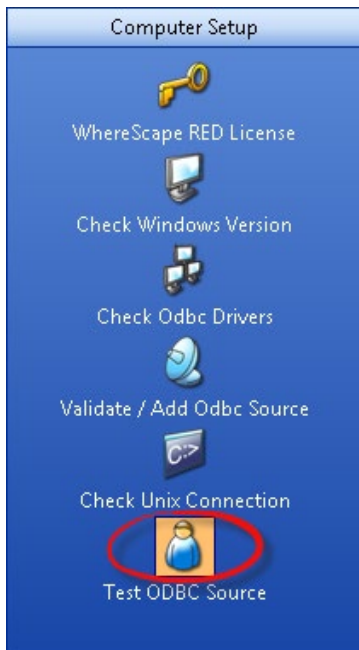 Computer Setup
WhereScape RED License
Check Windows Version
Check Odbc Drivers
Validate / Add Odbc Source
C:>
Check Unix Connection
Test ODBC Source